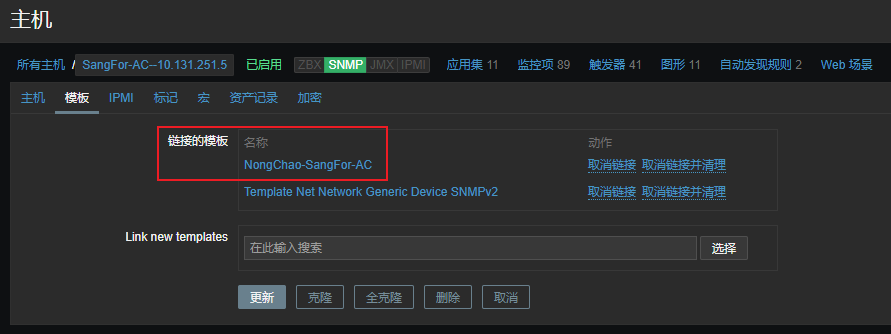 主机
所有主机 / SangFor-AC--10.131.251.5 已启用 ZBX SNMP JMX IPMI 应用集 11 监控项 89 触发器 41 图形 11 自动发现规则 2 Web 场景
主机 模板 IPMI 标记 宏 资产记录 加密
链接的模板 名称 动作
NongChao-SangFor-AC 取消链接 取消链接并清理
Template Net Network Generic Device SNMPv2 取消链接 取消链接并清理
Link new templates 在此输入搜索 选择
更新 克隆 全克隆 删除 取消